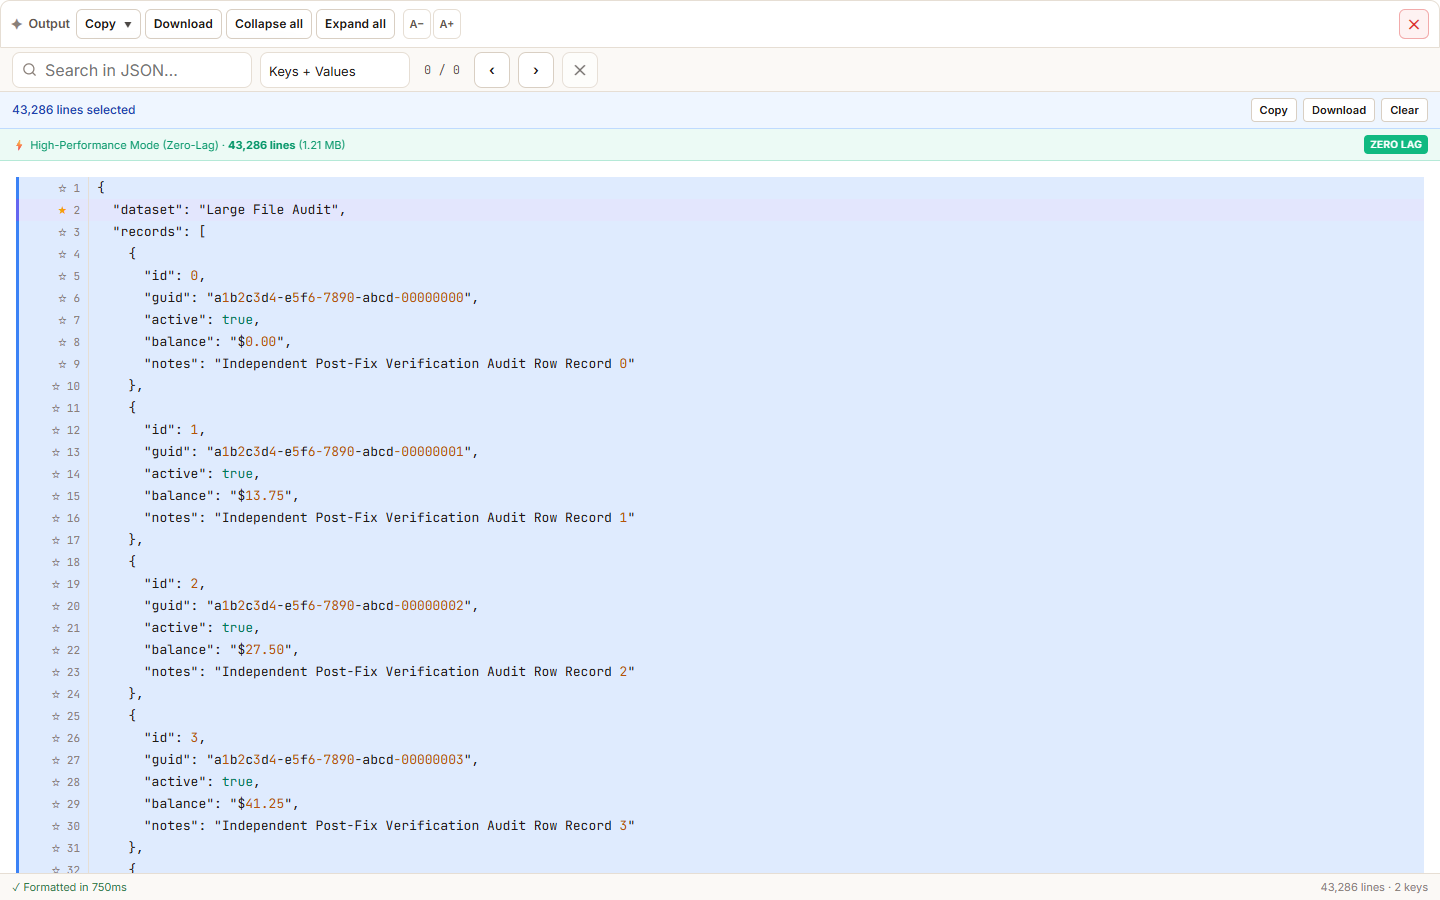 Output Copy ▾ Download Collapse all Expand all A− A+
Search in JSON... Keys + Values 0 / 0 ‹ › ✕
43,286 lines selected Copy Download Clear
High-Performance Mode (Zero-Lag) · 43,286 lines (1.21 MB) ZERO LAG
☆ 1 {
★ 2 "dataset": "Large File Audit",
☆ 3 "records": [
☆ 4 {
☆ 5 "id": 0,
☆ 6 "guid": "a1b2c3d4-e5f6-7890-abcd-00000000",
☆ 7 "active": true,
☆ 8 "balance": "$0.00",
☆ 9 "notes": "Independent Post-Fix Verification Audit Row Record 0"
☆ 10 },
☆ 11 {
☆ 12 "id": 1,
☆ 13 "guid": "a1b2c3d4-e5f6-7890-abcd-00000001",
☆ 14 "active": true,
☆ 15 "balance": "$13.75",
☆ 16 "notes": "Independent Post-Fix Verification Audit Row Record 1"
☆ 17 },
☆ 18 {
☆ 19 "id": 2,
☆ 20 "guid": "a1b2c3d4-e5f6-7890-abcd-00000002",
☆ 21 "active": true,
☆ 22 "balance": "$27.50",
☆ 23 "notes": "Independent Post-Fix Verification Audit Row Record 2"
☆ 24 },
☆ 25 {
☆ 26 "id": 3,
☆ 27 "guid": "a1b2c3d4-e5f6-7890-abcd-00000003",
☆ 28 "active": true,
☆ 29 "balance": "$41.25",
☆ 30 "notes": "Independent Post-Fix Verification Audit Row Record 3"
☆ 31 },
☆ 32 {
✓ Formatted in 750ms 43,286 lines · 2 keys